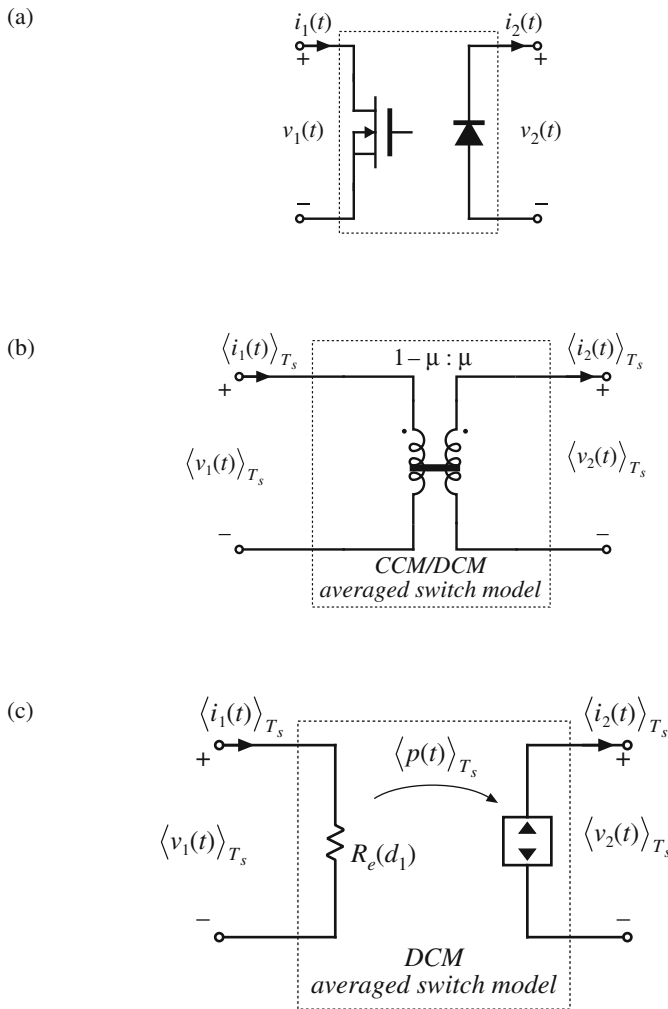 (a)
i₁(t)
i₂(t)
+
+
v₁(t)
v₂(t)
−
−
(b)
⟨i₁(t)⟩Tₛ
1 – μ : μ
⟨i₂(t)⟩Tₛ
+
+
⟨v₁(t)⟩Tₛ
⟨v₂(t)⟩Tₛ
−
−
CCM/DCM
averaged switch model
(c)
⟨i₁(t)⟩Tₛ
⟨i₂(t)⟩Tₛ
+
⟨p(t)⟩Tₛ
+
⟨v₁(t)⟩Tₛ
Rₑ(d₁)
⟨v₂(t)⟩Tₛ
−
−
DCM
averaged switch model